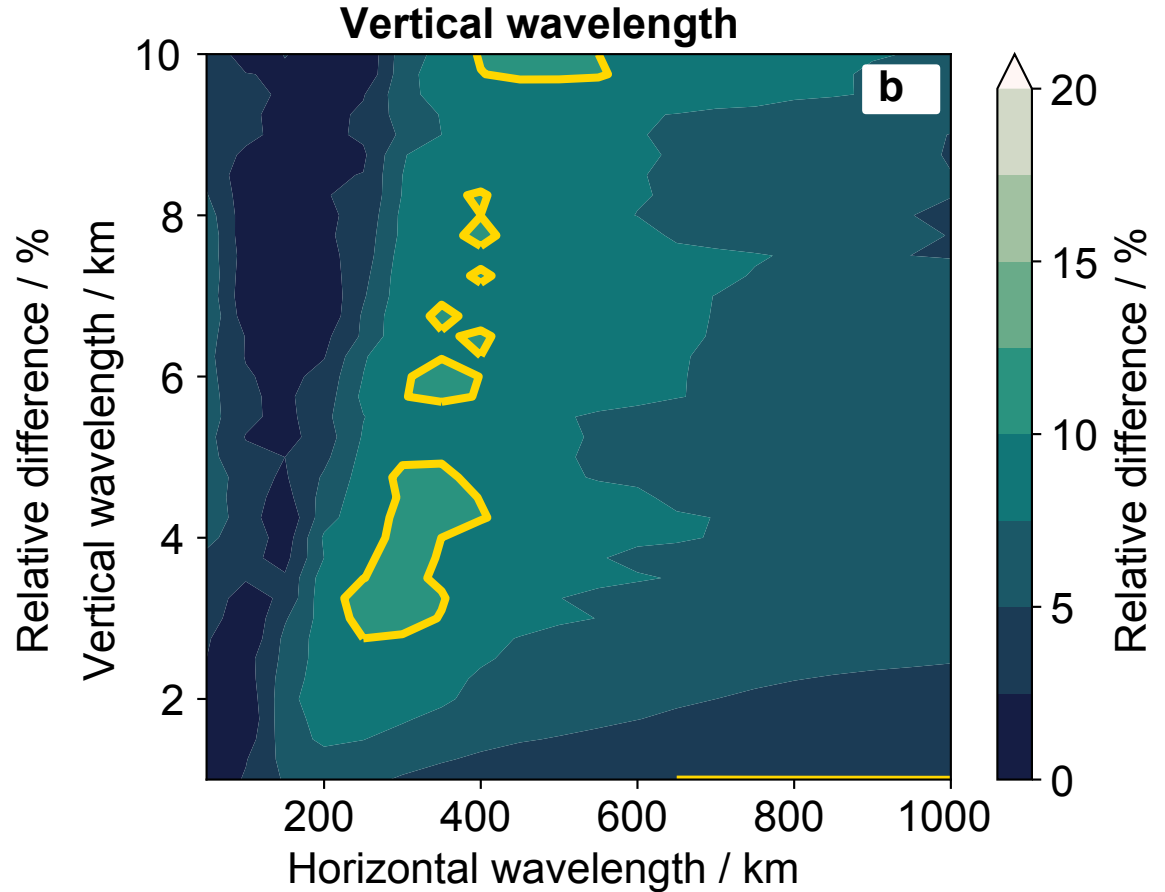 Vertical wavelength
b
Relative difference / %
Vertical wavelength / km
10
8
6
4
2
200 400 600 800 1000
Horizontal wavelength / km
20
15
10
5
0
Relative difference / %